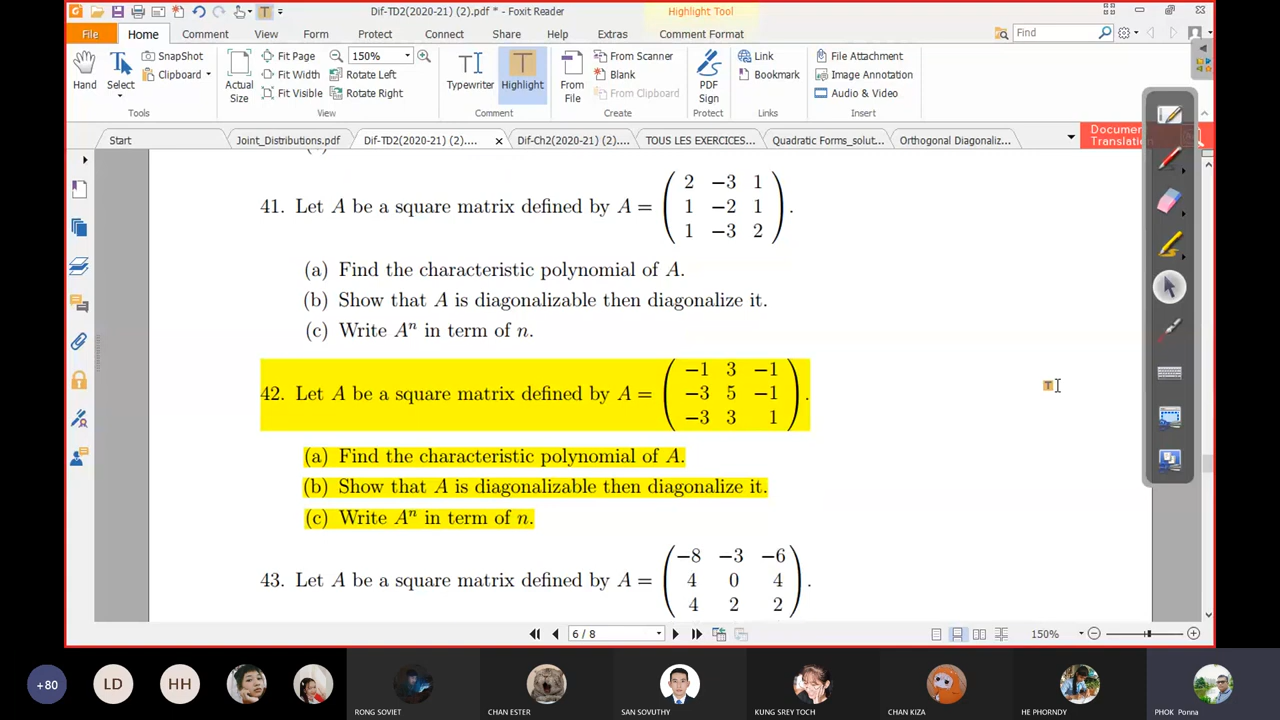 Dif-TD2(2020-21) (2).pdf * - Foxit Reader
Highlight Tool
File Home Comment View Form Protect Connect Share Help Extras Comment Format
Find
Hand
Select
SnapShot
Clipboard
Tools
Actual Size
Fit Page
Fit Width
Fit Visible
150%
Rotate Left
Rotate Right
View
Typewriter
Highlight
Comment
From File
From Scanner
Blank
From Clipboard
Create
PDF Sign
Protect
Link
Bookmark
Links
File Attachment
Image Annotation
Audio & Video
Insert
Start Joint_Distributions.pdf Dif-TD2(2020-21) (2).... Dif-Ch2(2020-21) (2).... TOUS LES EXERCICES... Quadratic Forms_solut... Orthogonal Diagonaliz...
Document Translation
41. Let A be a square matrix defined by A = ( 2 −3 1
1 −2 1
1 −3 2 ).
(a) Find the characteristic polynomial of A.
(b) Show that A is diagonalizable then diagonalize it.
(c) Write Aⁿ in term of n.
42. Let A be a square matrix defined by A = ( −1 3 −1
−3 5 −1
−3 3 1 ).
(a) Find the characteristic polynomial of A.
(b) Show that A is diagonalizable then diagonalize it.
(c) Write Aⁿ in term of n.
43. Let A be a square matrix defined by A = ( −8 −3 −6
4 0 4
4 2 2 ).
6 / 8
150%
+80
LD
HH
RONG SOVIET
CHAN ESTER
SAN SOVUTHY
KUNG SREY TOCH
CHAN KIZA
HE PHORNDY
PHOK Ponna